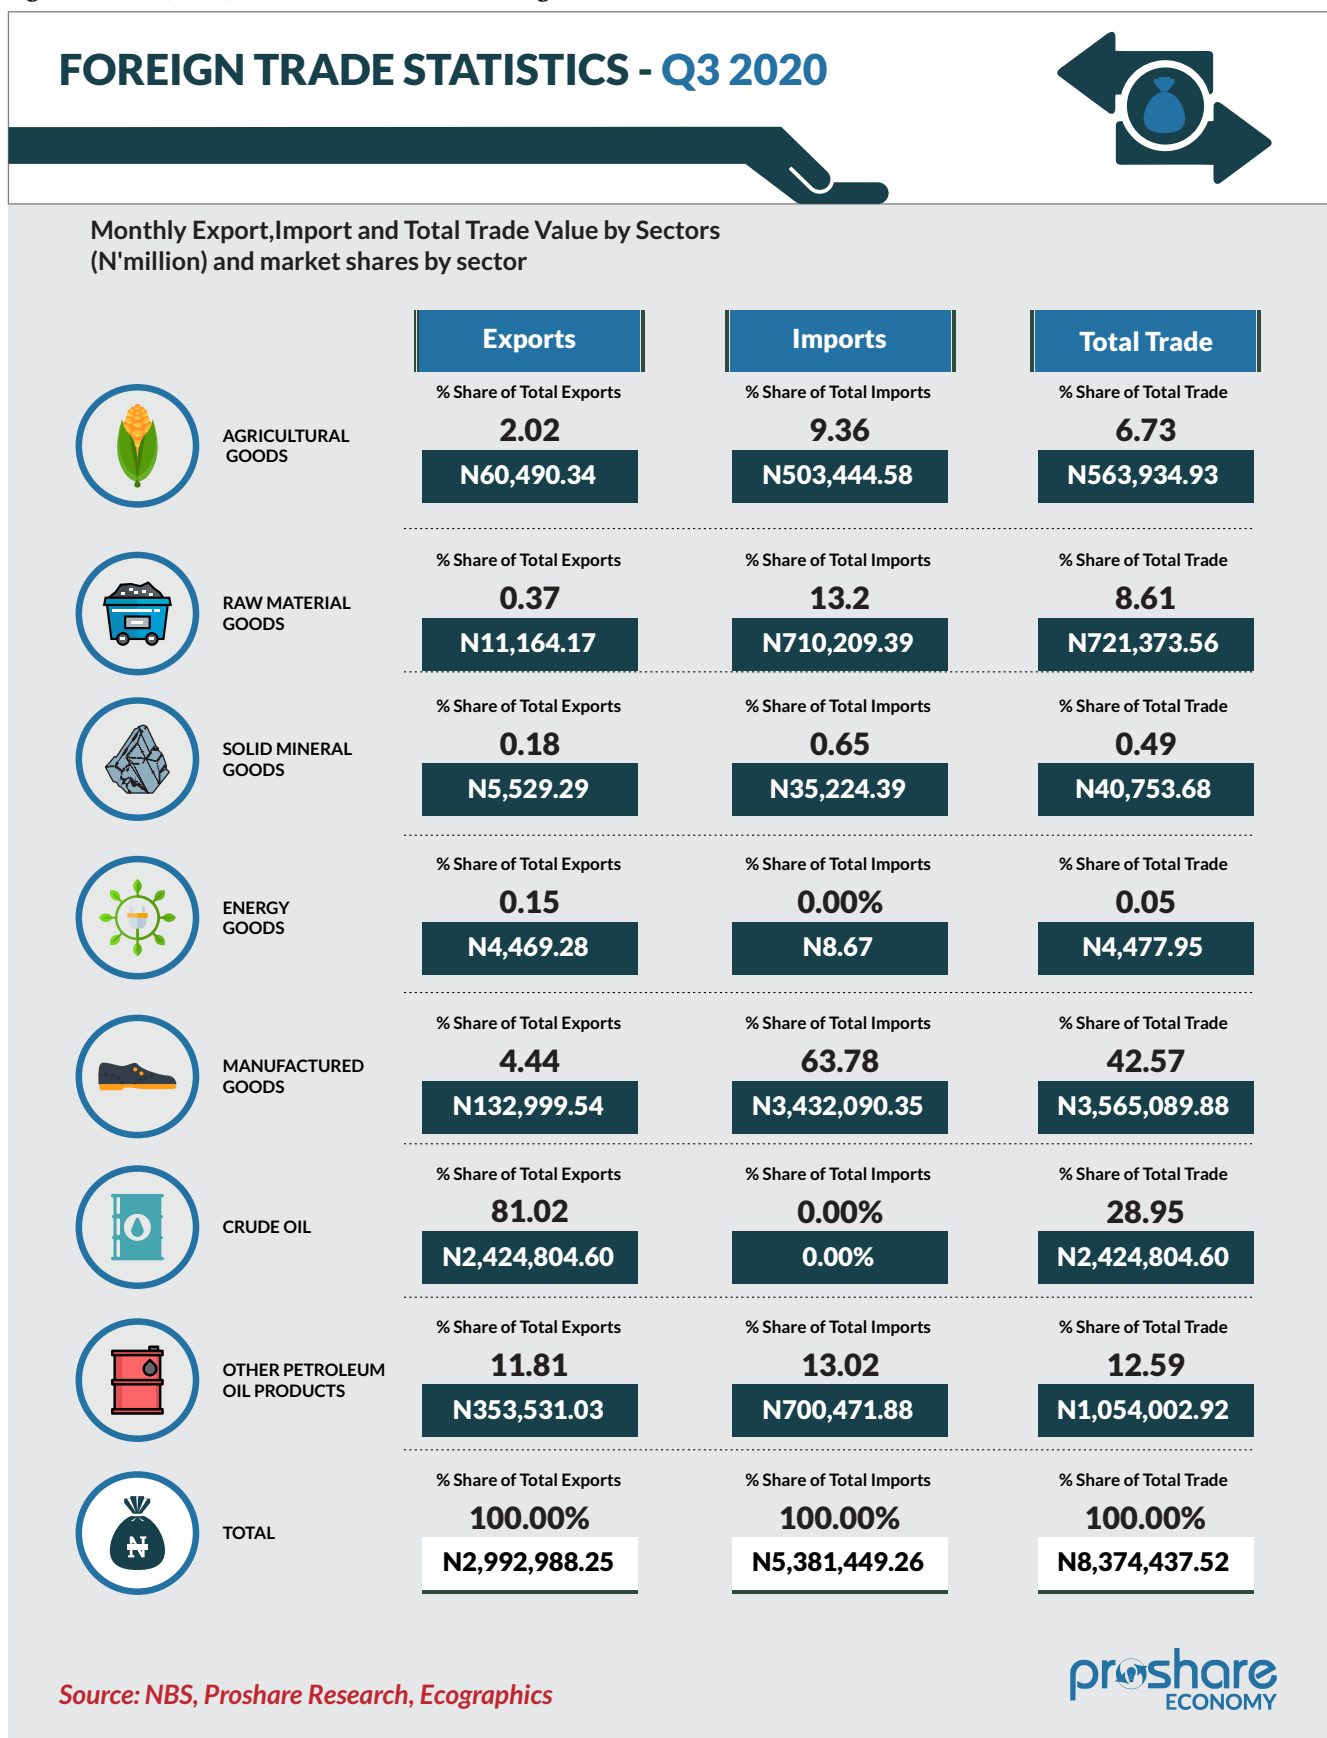 FOREIGN TRADE STATISTICS - Q3 2020
Monthly Export,Import and Total Trade Value by Sectors
(N'million) and market shares by sector
Exports
Imports
Total Trade
AGRICULTURAL
GOODS
% Share of Total Exports
2.02
N60,490.34
% Share of Total Imports
9.36
N503,444.58
% Share of Total Trade
6.73
N563,934.93
RAW MATERIAL
GOODS
% Share of Total Exports
0.37
N11,164.17
% Share of Total Imports
13.2
N710,209.39
% Share of Total Trade
8.61
N721,373.56
SOLID MINERAL
GOODS
% Share of Total Exports
0.18
N5,529.29
% Share of Total Imports
0.65
N35,224.39
% Share of Total Trade
0.49
N40,753.68
ENERGY
GOODS
% Share of Total Exports
0.15
N4,469.28
% Share of Total Imports
0.00%
N8.67
% Share of Total Trade
0.05
N4,477.95
MANUFACTURED
GOODS
% Share of Total Exports
4.44
N132,999.54
% Share of Total Imports
63.78
N3,432,090.35
% Share of Total Trade
42.57
N3,565,089.88
CRUDE OIL
% Share of Total Exports
81.02
N2,424,804.60
% Share of Total Imports
0.00%
0.00%
% Share of Total Trade
28.95
N2,424,804.60
OTHER PETROLEUM
OIL PRODUCTS
% Share of Total Exports
11.81
N353,531.03
% Share of Total Imports
13.02
N700,471.88
% Share of Total Trade
12.59
N1,054,002.92
₦
TOTAL
% Share of Total Exports
100.00%
N2,992,988.25
% Share of Total Imports
100.00%
N5,381,449.26
% Share of Total Trade
100.00%
N8,374,437.52
Source: NBS, Proshare Research, Ecographics
proshare
ECONOMY